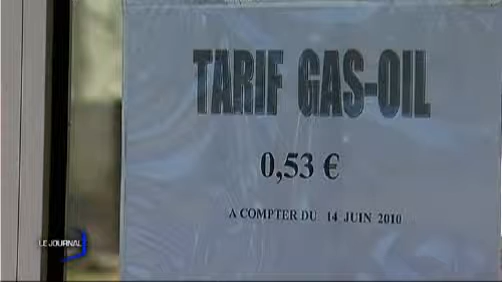 TARIF GAS-OIL
0,53 €
A COMPTER DU 14 JUIN 2010
LE JOURNAL